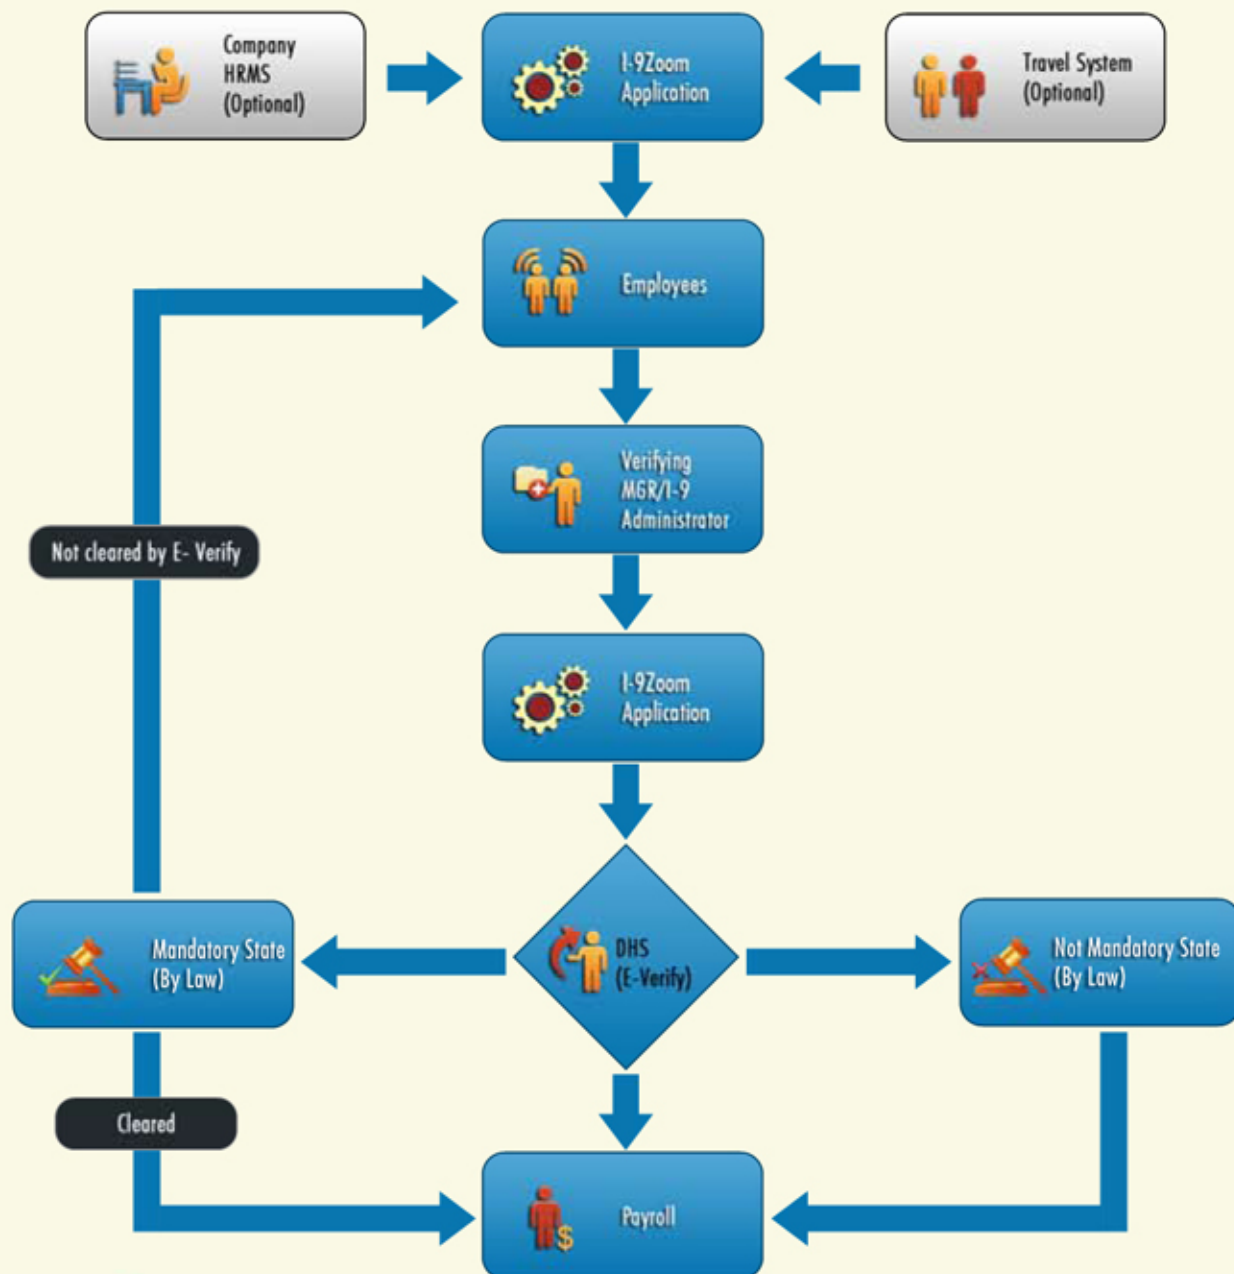 Company
HRMS
(Optional)
I-9Zoom
Application
Travel System
(Optional)
Employees
Verifying
MGR/I-9
Administrator
Not cleared by E- Verify
I-9Zoom
Application
Mandatory State
(By Law)
DHS
(E-Verify)
Not Mandatory State
(By Law)
Cleared
Payroll
$